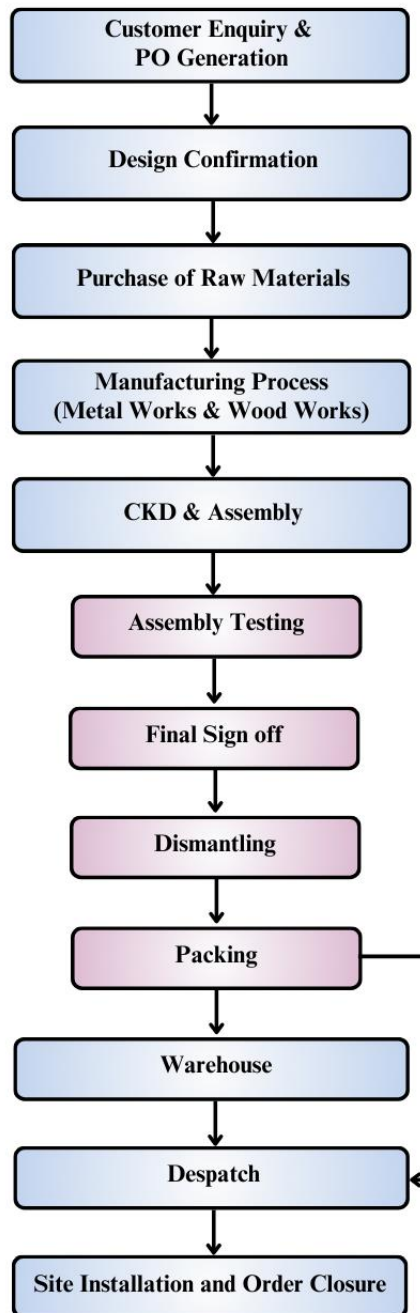 Customer Enquiry &
PO Generation
Design Confirmation
Purchase of Raw Materials
Manufacturing Process
(Metal Works & Wood Works)
CKD & Assembly
Assembly Testing
Final Sign off
Dismantling
Packing
Warehouse
Despatch
Site Installation and Order Closure